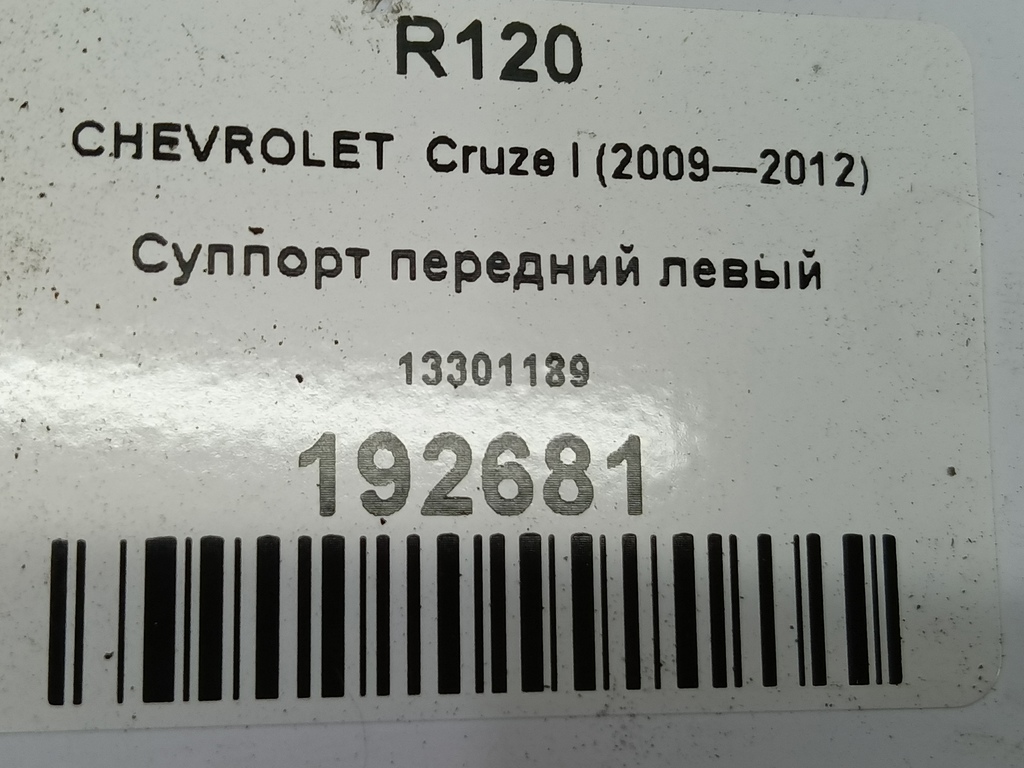 R120
CHEVROLET Cruze I (2009—2012)
Суппорт передний левый
13301189
192681